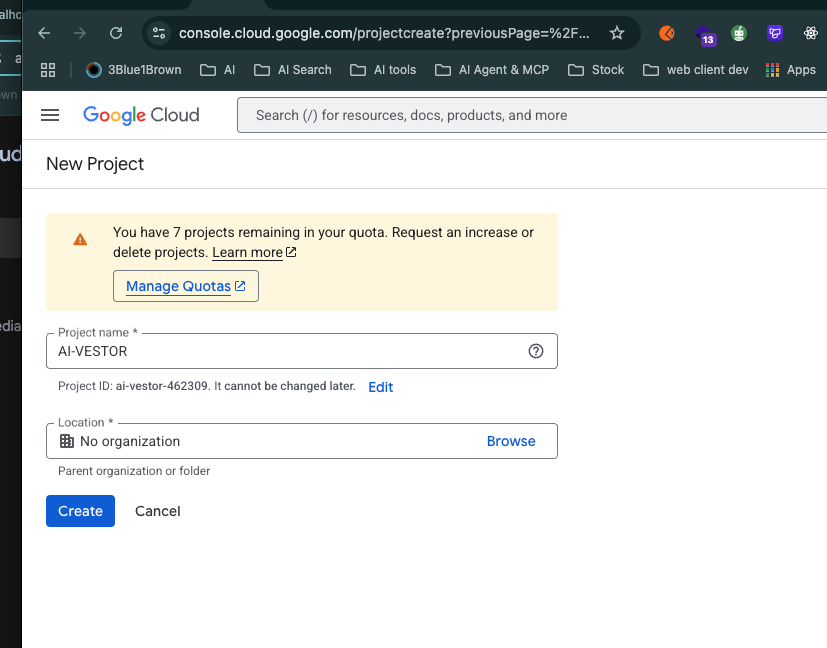 console.cloud.google.com/projectcreate?previousPage=%2F...
13
3Blue1Brown
AI
AI Search
AI tools
AI Agent & MCP
Stock
web client dev
Apps
Google Cloud
Search (/) for resources, docs, products, and more
New Project
You have 7 projects remaining in your quota. Request an increase or
delete projects. Learn more
Manage Quotas
Project name *
AI-VESTOR
Project ID: ai-vestor-462309. It cannot be changed later. Edit
Location *
No organization
Browse
Parent organization or folder
Create
Cancel